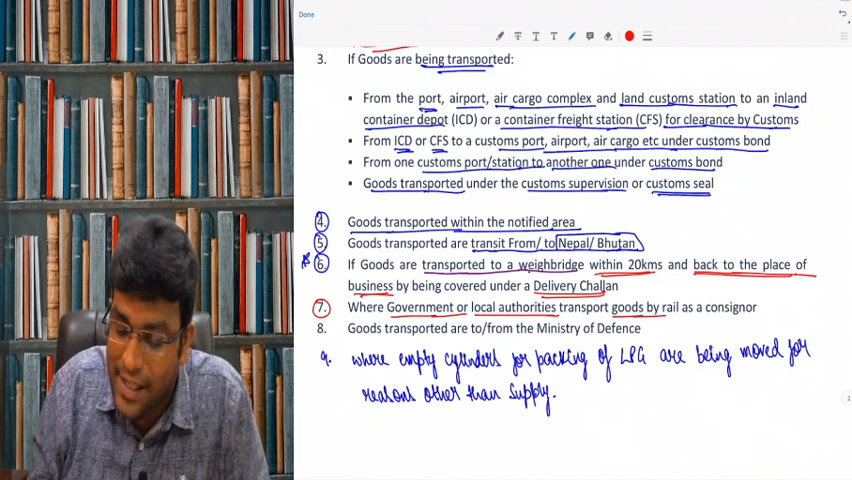 Done
3. If Goods are being transported:
▪ From the port, airport, air cargo complex and land customs station to an inland
container depot (ICD) or a container freight station (CFS) for clearance by Customs
▪ From ICD or CFS to a customs port, airport, air cargo etc under customs bond
▪ From one customs port/station to another one under customs bond
▪ Goods transported under the customs supervision or customs seal
4. Goods transported within the notified area
5. Goods transported are transit From/ to Nepal/ Bhutan
6. If Goods are transported to a weighbridge within 20kms and back to the place of
business by being covered under a Delivery Challan
7. Where Government or local authorities transport goods by rail as a consignor
8. Goods transported are to/from the Ministry of Defence
9. where empty cylinders for packing of LPG are being moved for
reasons other than supply.
2